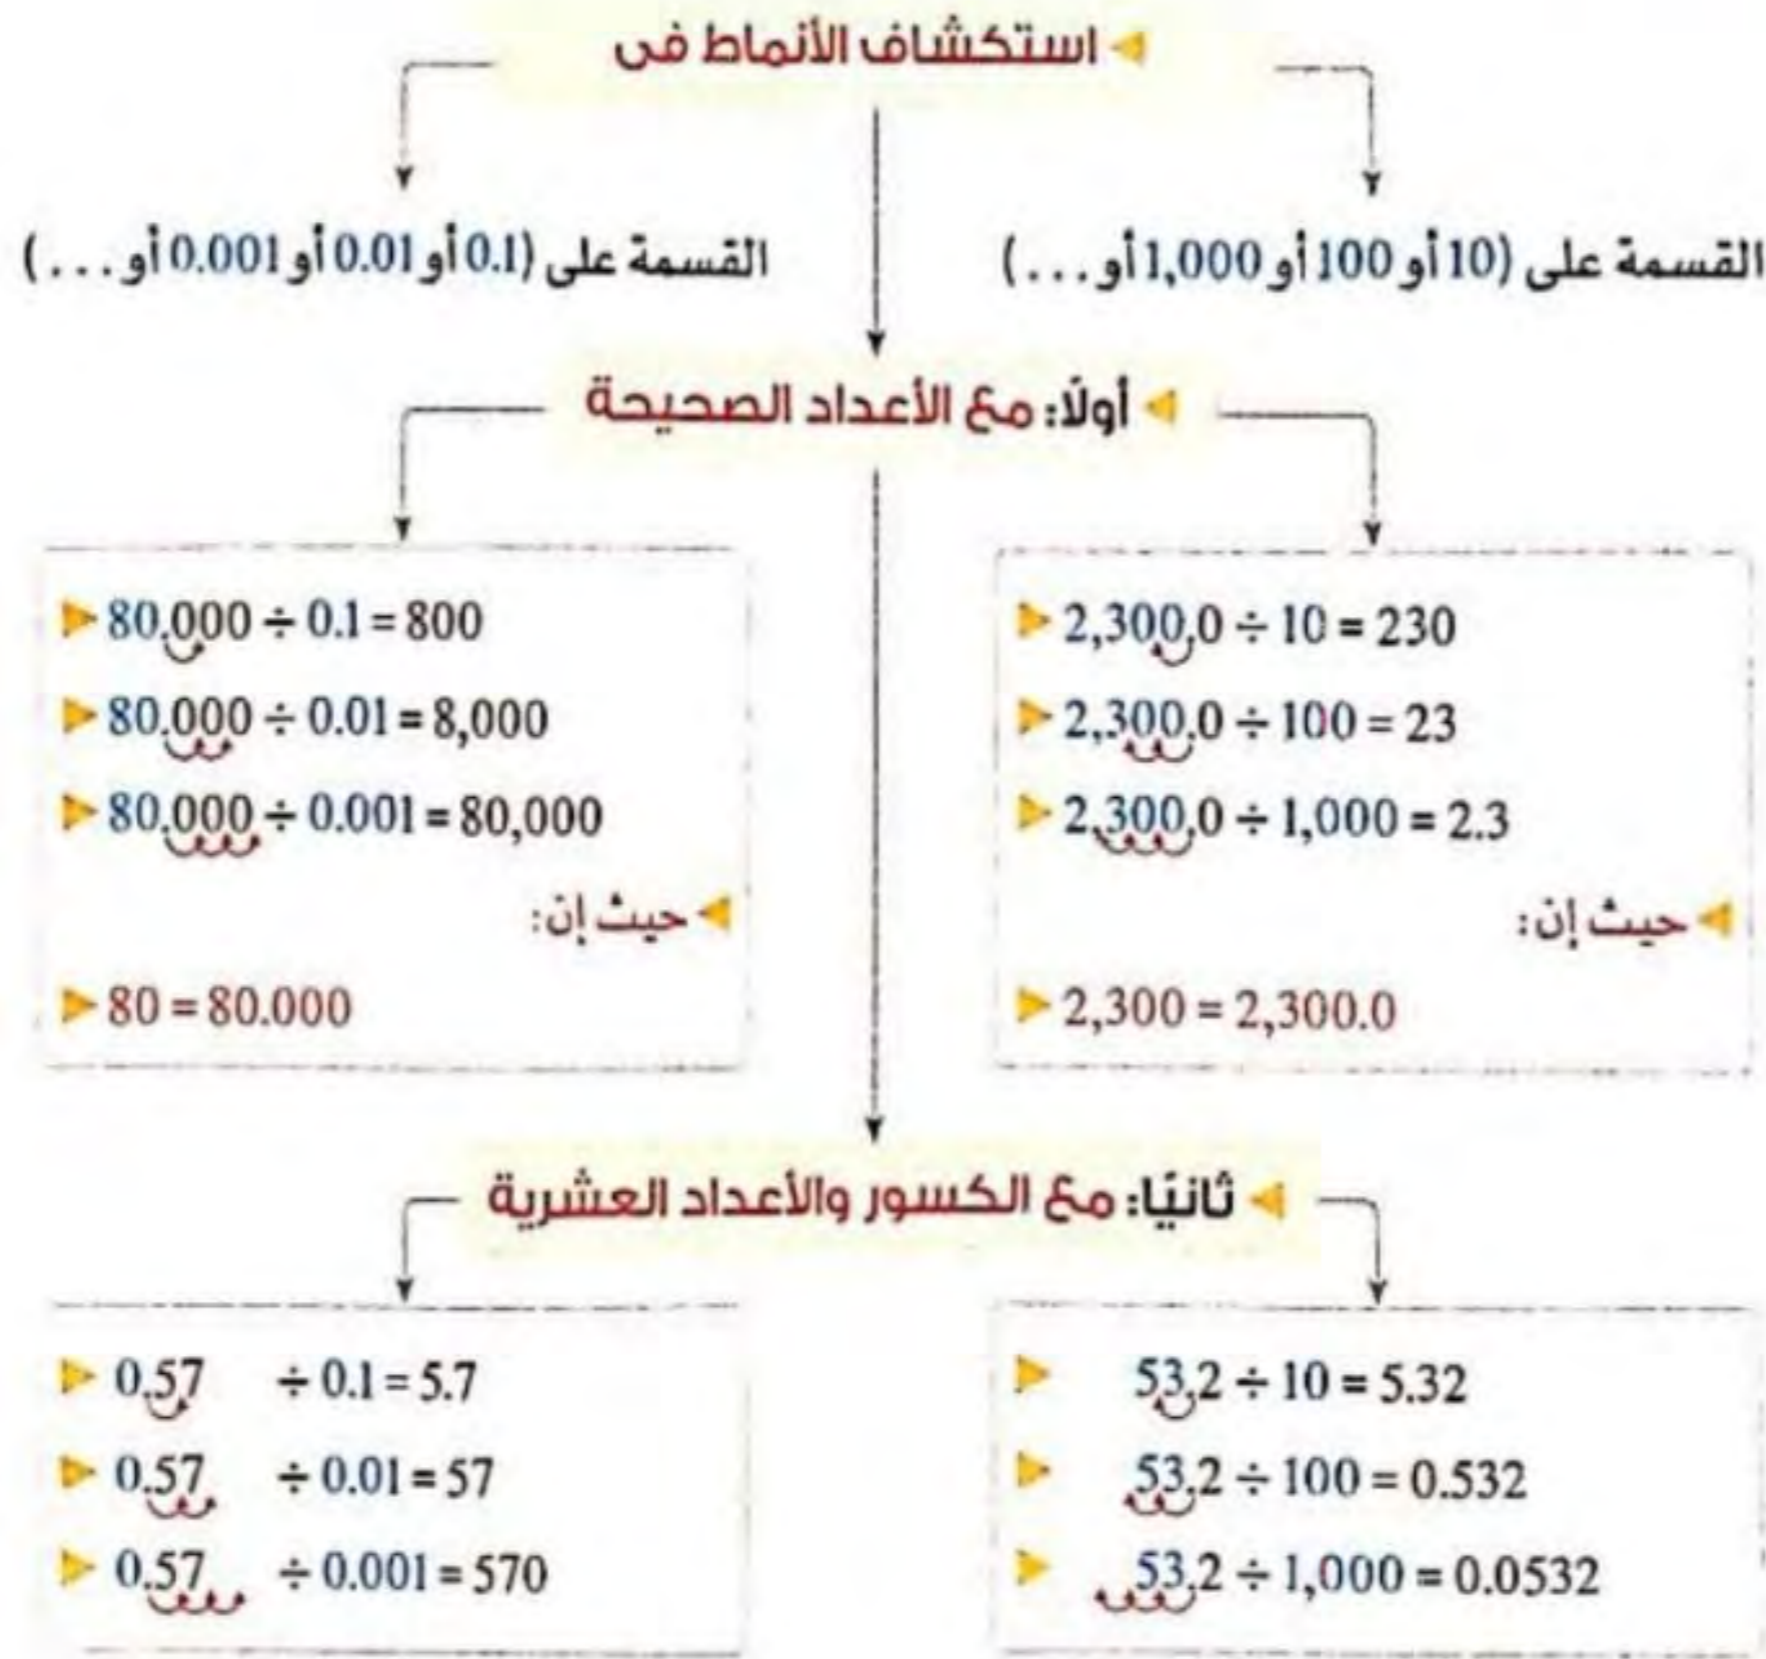 استكشاف الأنماط فى
القسمة على (10 أو 100 أو 1,000 أو ...)
القسمة على (0.1 أو 0.01 أو 0.001 أو ...)
أولًا: مع الأعداد الصحيحة
2,300.0 ÷ 10 = 230
2,300.0 ÷ 100 = 23
2,300.0 ÷ 1,000 = 2.3
حيث إن:
2,300 = 2,300.0
80.000 ÷ 0.1 = 800
80.000 ÷ 0.01 = 8,000
80.000 ÷ 0.001 = 80,000
حيث إن:
80 = 80.000
ثانيًا: مع الكسور والأعداد العشرية
53.2 ÷ 10 = 5.32
53.2 ÷ 100 = 0.532
53.2 ÷ 1,000 = 0.0532
0.57 ÷ 0.1 = 5.7
0.57 ÷ 0.01 = 57
0.57 ÷ 0.001 = 570